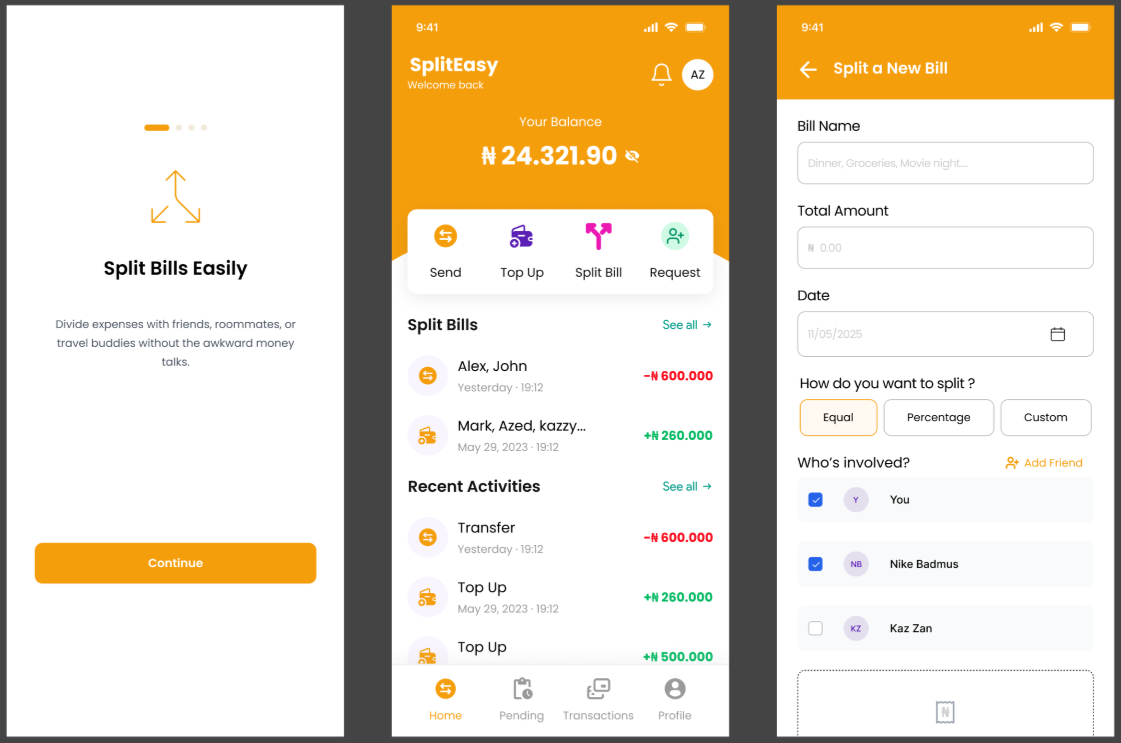 Split Bills Easily
Divide expenses with friends, roommates, or
travel buddies without the awkward money
talks.
Continue
9:41
SplitEasy
Welcome back
AZ
Your Balance
₦ 24.321.90
Send
Top Up
Split Bill
Request
Split Bills
See all →
Alex, John
Yesterday · 19:12
-₦ 600.000
Mark, Azed, kazzy...
May 29, 2023 · 19:12
+₦ 260.000
Recent Activities
See all →
Transfer
Yesterday · 19:12
-₦ 600.000
Top Up
May 29, 2023 · 19:12
+₦ 260.000
Top Up
+₦ 500.000
Home
Pending
Transactions
Profile
9:41
Split a New Bill
Bill Name
Dinner, Groceries, Movie night....
Total Amount
₦ 0.00
Date
11/05/2025
How do you want to split ?
Equal
Percentage
Custom
Who's involved?
Add Friend
Y
You
NB
Nike Badmus
KZ
Kaz Zan
₦